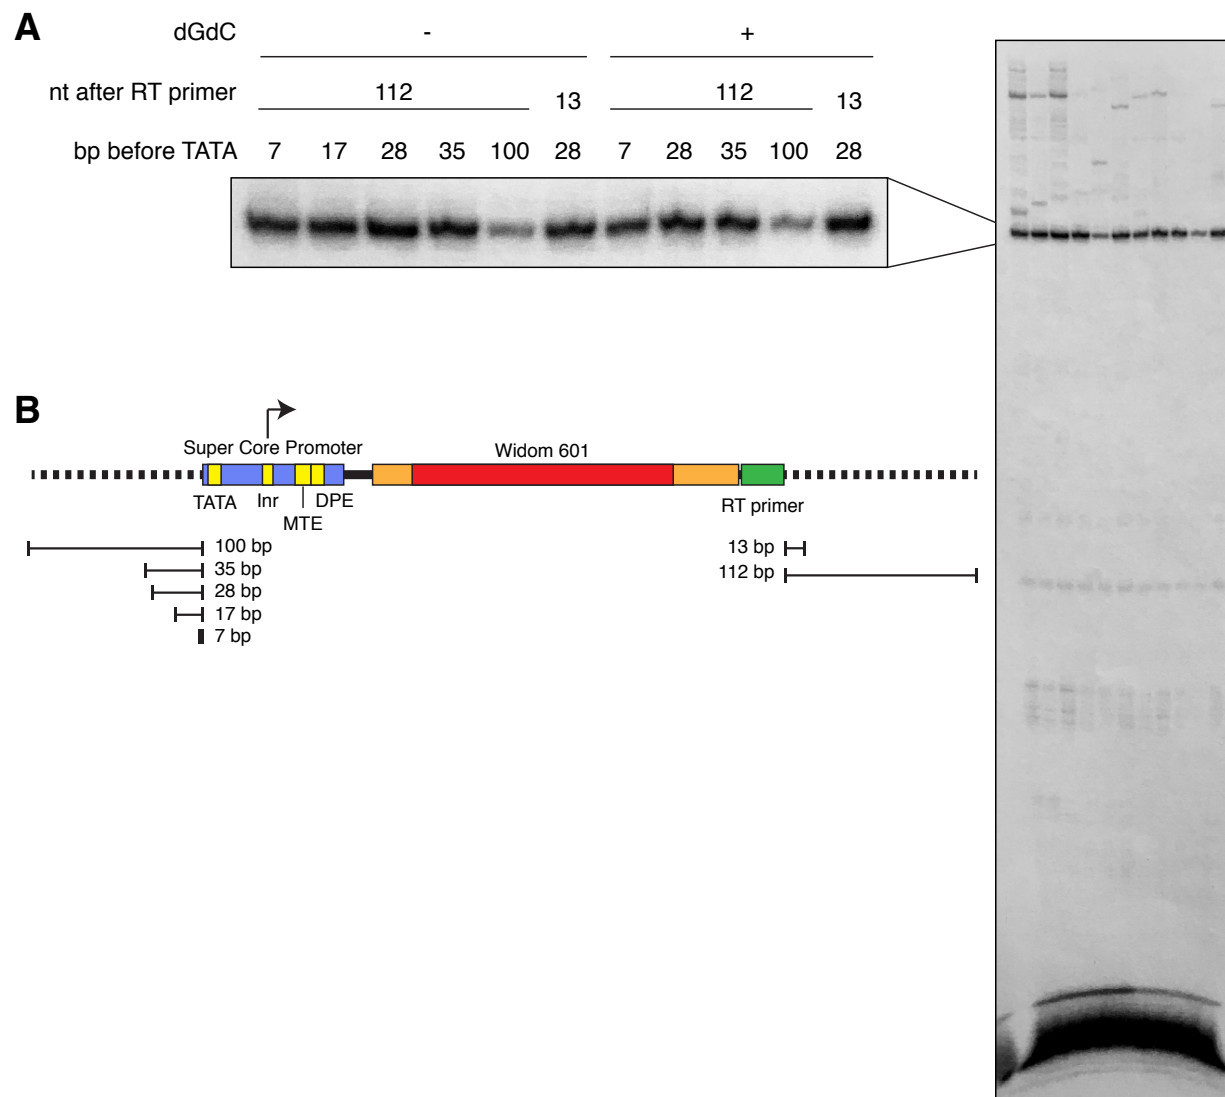 A
dGdC - +
nt after RT primer 112 13 112 13
bp before TATA 7 17 28 35 100 28 7 28 35 100 28
B
Super Core Promoter
Widom 601
TATA Inr DPE
MTE
RT primer
100 bp
35 bp
28 bp
17 bp
7 bp
13 bp
112 bp